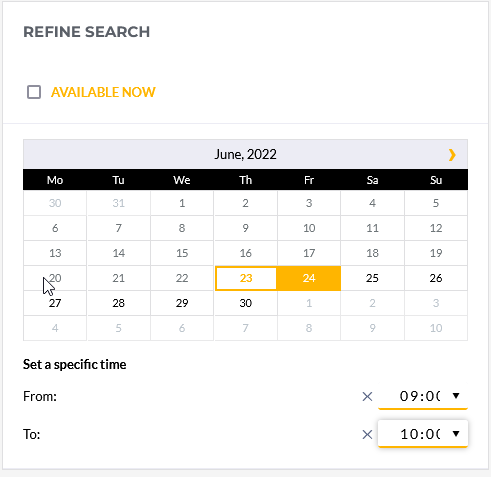 REFINE SEARCH
AVAILABLE NOW
June, 2022
Mo Tu We Th Fr Sa Su
30 31 1 2 3 4 5
6 7 8 9 10 11 12
13 14 15 16 17 18 19
20 21 22 23 24 25 26
27 28 29 30 1 2 3
4 5 6 7 8 9 10
Set a specific time
From: 09:00
To: 10:00